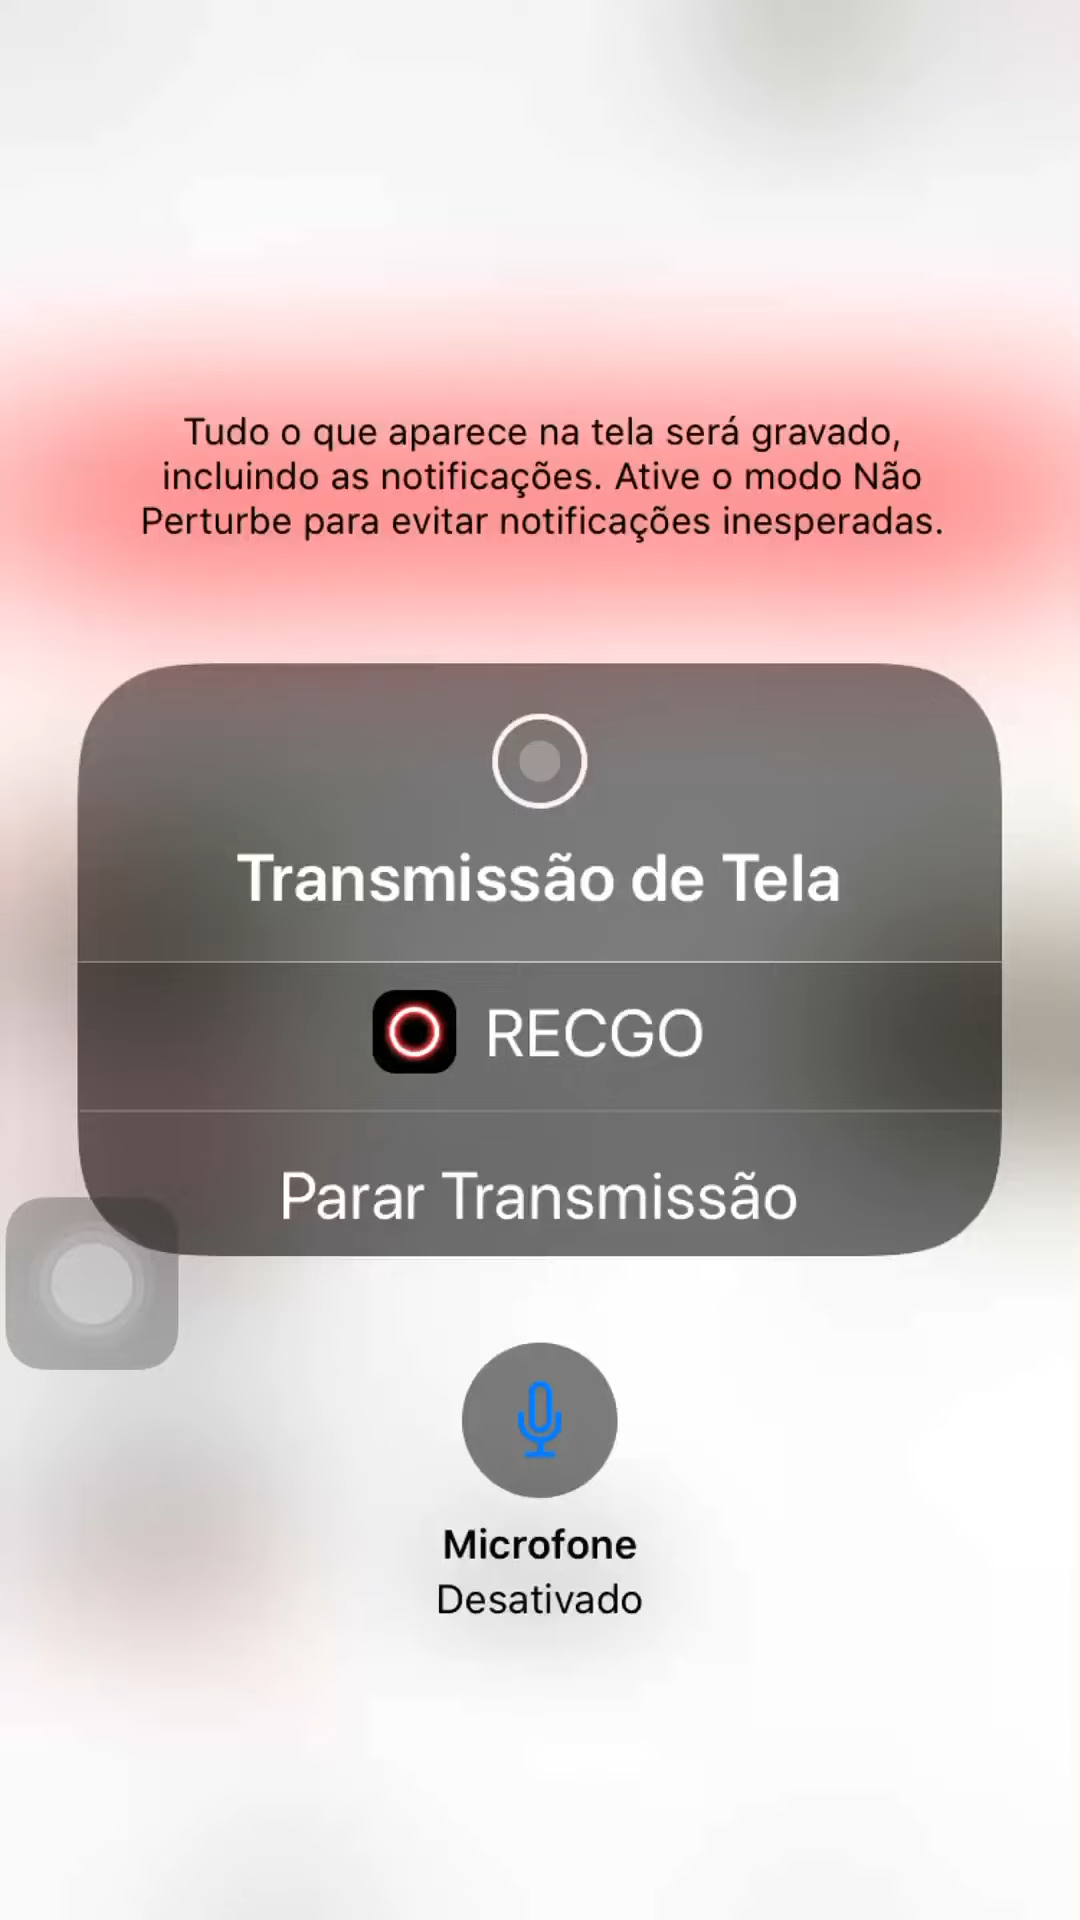 Tudo o que aparece na tela será gravado,
incluindo as notificações. Ative o modo Não
Perturbe para evitar notificações inesperadas.
Transmissão de Tela
RECGO
Parar Transmissão
Microfone
Desativado